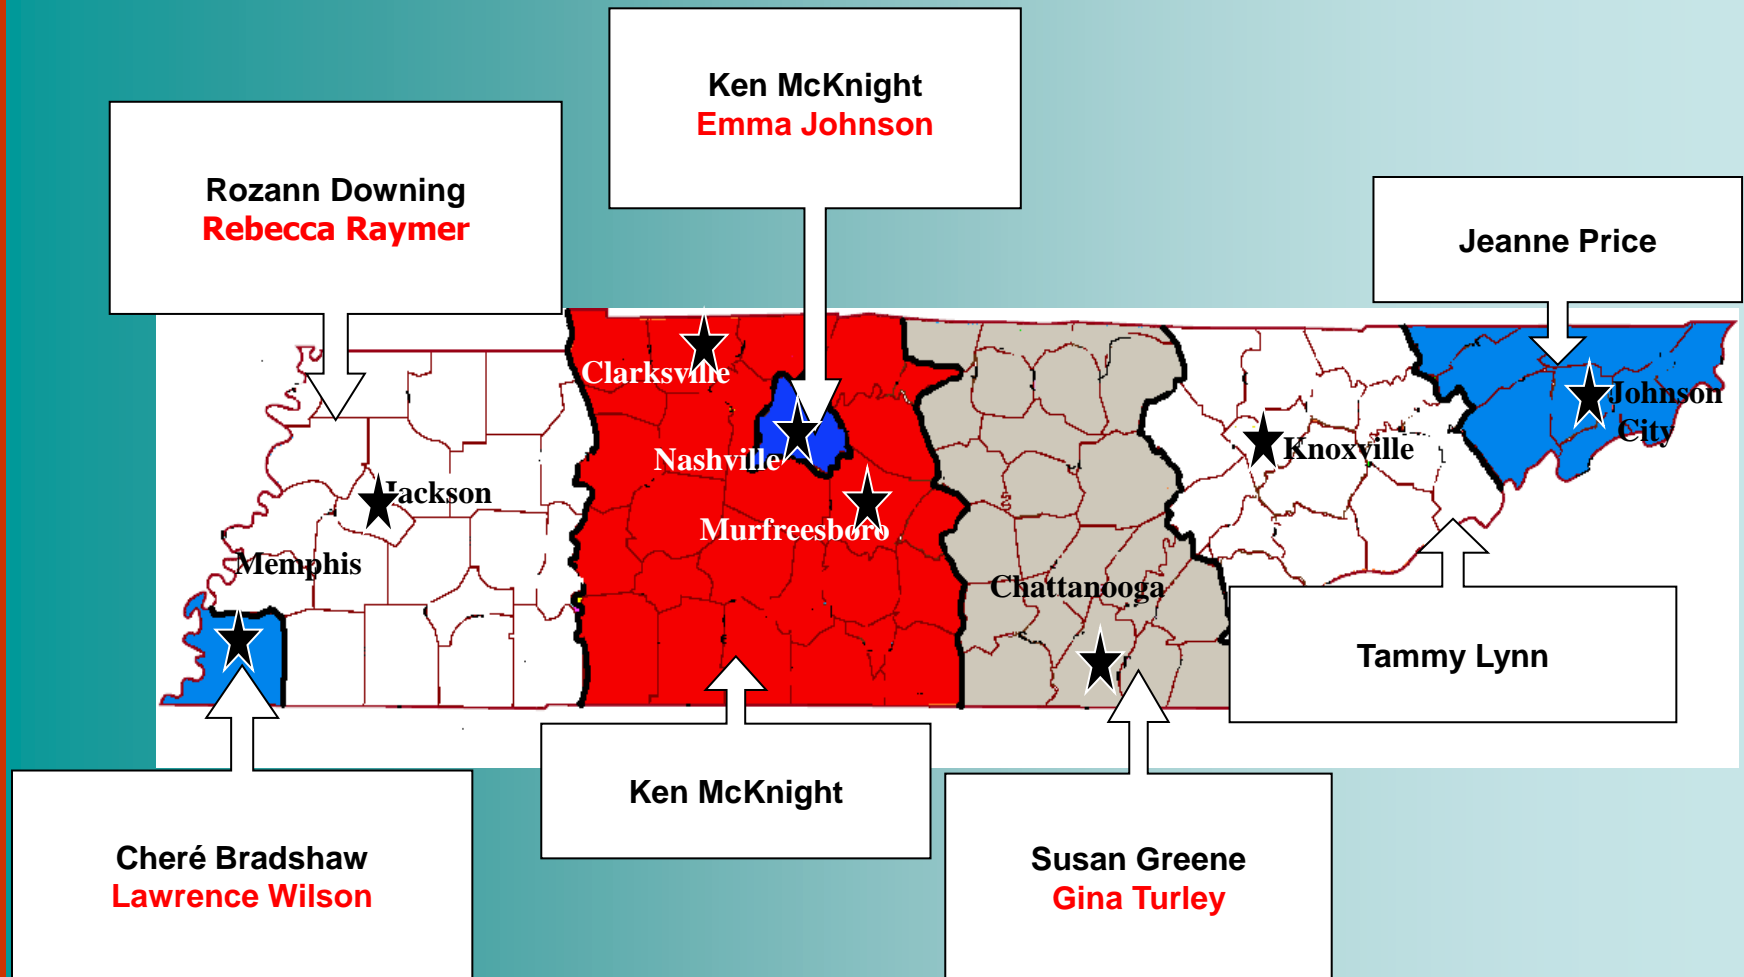 Ken McKnight
Emma Johnson
Rozann Downing
Rebecca Raymer
Jeanne Price
Clarksville
Johnson
City
Nashville
Knoxville
Jackson
Murfreesboro
Memphis
Chattanooga
Tammy Lynn
Ken McKnight
Cheré Bradshaw
Lawrence Wilson
Susan Greene
Gina Turley